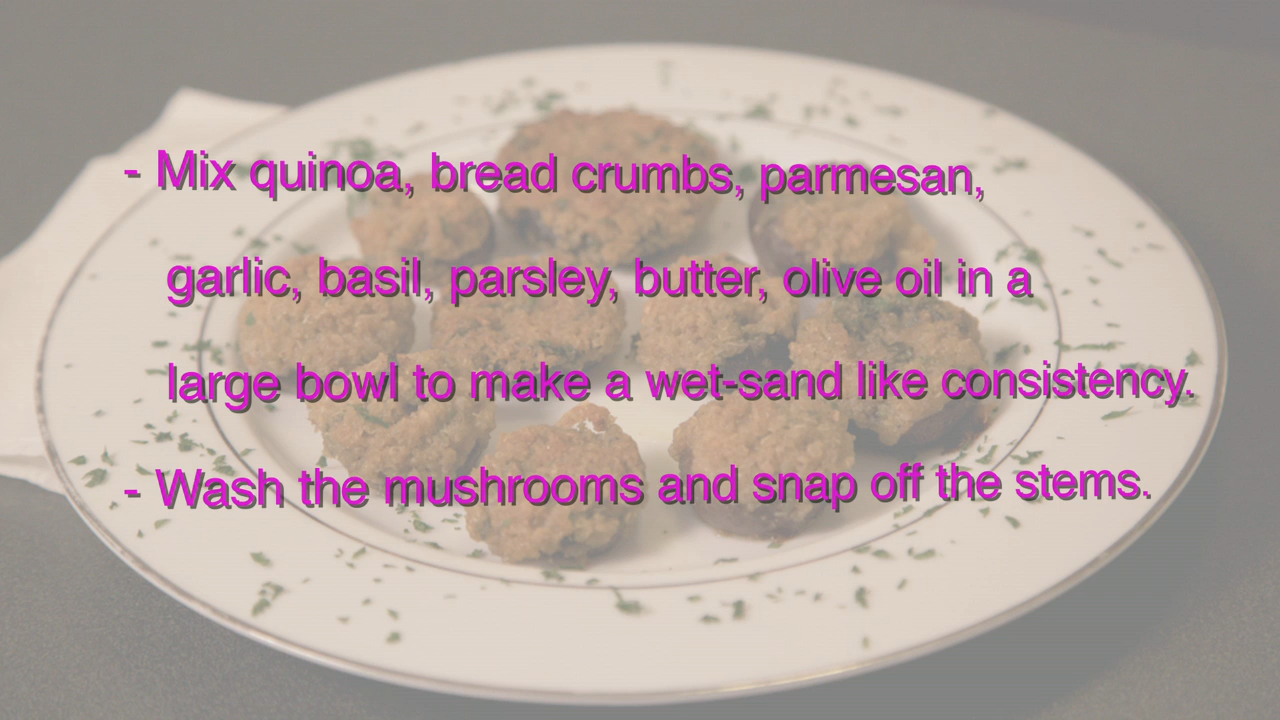 - Mix quinoa, bread crumbs, parmesan,
garlic, basil, parsley, butter, olive oil in a
large bowl to make a wet-sand like consistency.
- Wash the mushrooms and snap off the stems.